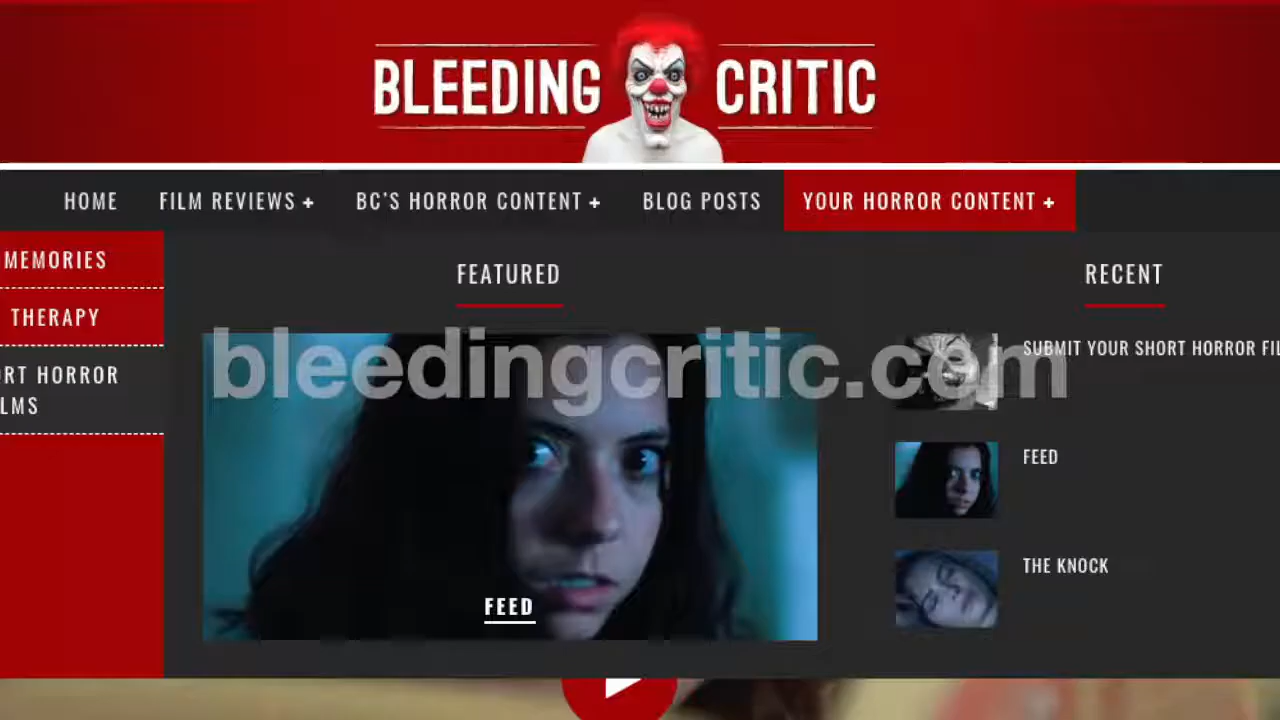 BLEEDING CRITIC
HOME FILM REVIEWS + BC'S HORROR CONTENT + BLOG POSTS YOUR HORROR CONTENT +
MEMORIES
THERAPY
ORT HORROR
LMS
FEATURED
bleedingcritic.com
FEED
RECENT
SUBMIT YOUR SHORT HORROR FIL
FEED
THE KNOCK